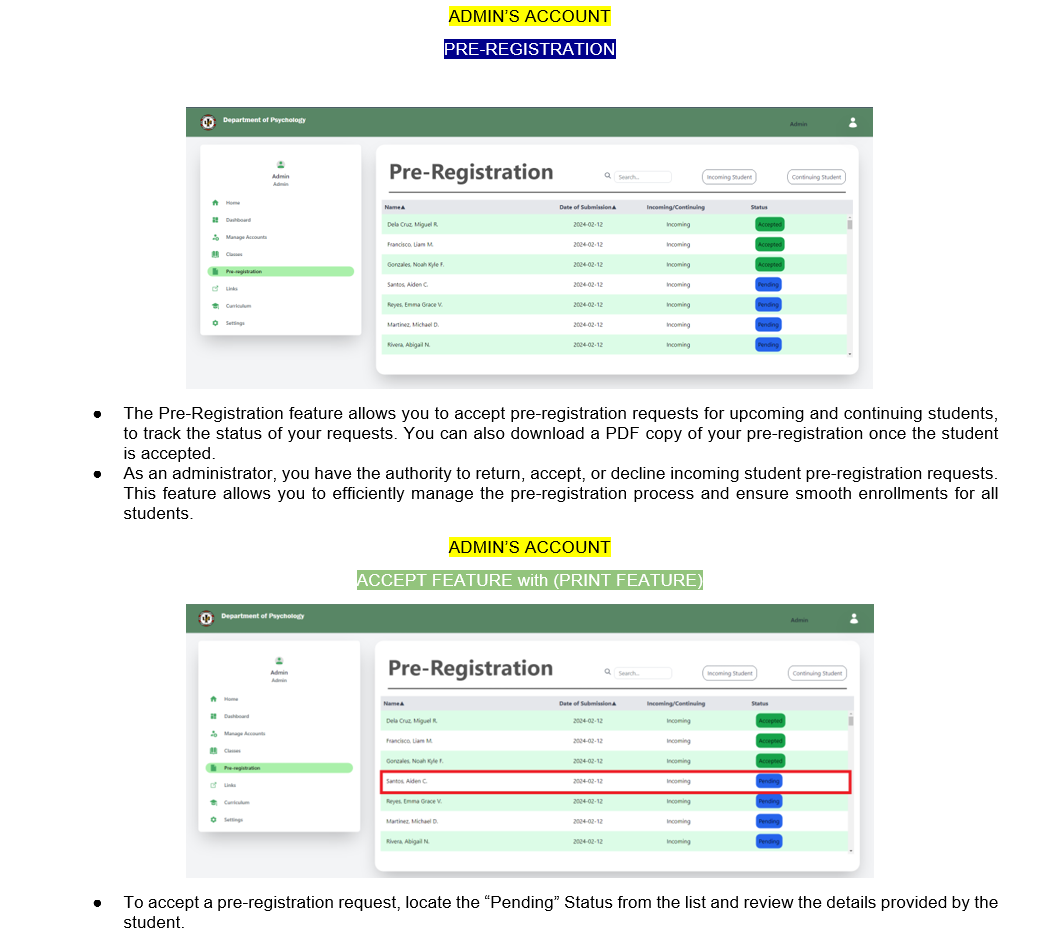 ADMIN'S ACCOUNT
PRE-REGISTRATION
Department of Psychology
Admin
Admin
Admin
Home
Dashboard
Manage Accounts
Classes
Pre-registration
Links
Curriculum
Settings
Pre-Registration
Search...
Incoming Student
Continuing Student
Name▲ Date of Submission▲ Incoming/Continuing Status
Dela Cruz, Miguel R. 2024-02-12 Incoming Accepted
Francisco, Liam M. 2024-02-12 Incoming Accepted
Gonzales, Noah Kyle F. 2024-02-12 Incoming Accepted
Santos, Aiden C. 2024-02-12 Incoming Pending
Reyes, Emma Grace V. 2024-02-12 Incoming Pending
Martinez, Michael D. 2024-02-12 Incoming Pending
Rivera, Abigail N. 2024-02-12 Incoming Pending
● The Pre-Registration feature allows you to accept pre-registration requests for upcoming and continuing students,
to track the status of your requests. You can also download a PDF copy of your pre-registration once the student
is accepted.
● As an administrator, you have the authority to return, accept, or decline incoming student pre-registration requests.
This feature allows you to efficiently manage the pre-registration process and ensure smooth enrollments for all
students.
ADMIN'S ACCOUNT
ACCEPT FEATURE with (PRINT FEATURE)
Department of Psychology
Admin
Admin
Admin
Home
Dashboard
Manage Accounts
Classes
Pre-registration
Links
Curriculum
Settings
Pre-Registration
Search...
Incoming Student
Continuing Student
Name▲ Date of Submission▲ Incoming/Continuing Status
Dela Cruz, Miguel R. 2024-02-12 Incoming Accepted
Francisco, Liam M. 2024-02-12 Incoming Accepted
Gonzales, Noah Kyle F. 2024-02-12 Incoming Accepted
Santos, Aiden C. 2024-02-12 Incoming Pending
Reyes, Emma Grace V. 2024-02-12 Incoming Pending
Martinez, Michael D. 2024-02-12 Incoming Pending
Rivera, Abigail N. 2024-02-12 Incoming Pending
● To accept a pre-registration request, locate the “Pending” Status from the list and review the details provided by the
student.